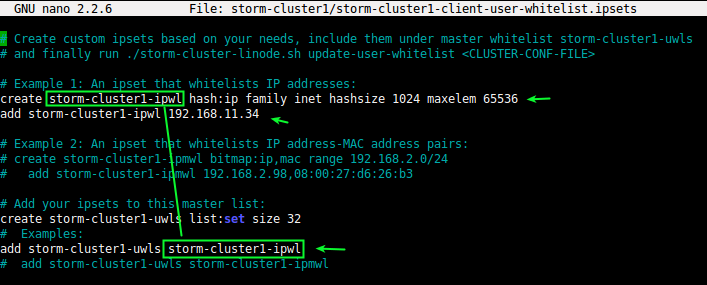 GNU nano 2.2.6 File: storm-cluster1/storm-cluster1-client-user-whitelist.ipsets
# Create custom ipsets based on your needs, include them under master whitelist storm-cluster1-uwls
# and finally run ./storm-cluster-linode.sh update-user-whitelist <CLUSTER-CONF-FILE>
# Example 1: An ipset that whitelists IP addresses:
create storm-cluster1-ipwl hash:ip family inet hashsize 1024 maxelem 65536
add storm-cluster1-ipwl 192.168.11.34
# Example 2: An ipset that whitelists IP address-MAC address pairs:
# create storm-cluster1-ipmwl bitmap:ip,mac range 192.168.2.0/24
#   add storm-cluster1-ipmwl 192.168.2.98,08:00:27:d6:26:b3
# Add your ipsets to this master list:
create storm-cluster1-uwls list:set size 32
#  Examples:
add storm-cluster1-uwls storm-cluster1-ipwl
#  add storm-cluster1-uwls storm-cluster1-ipmwl